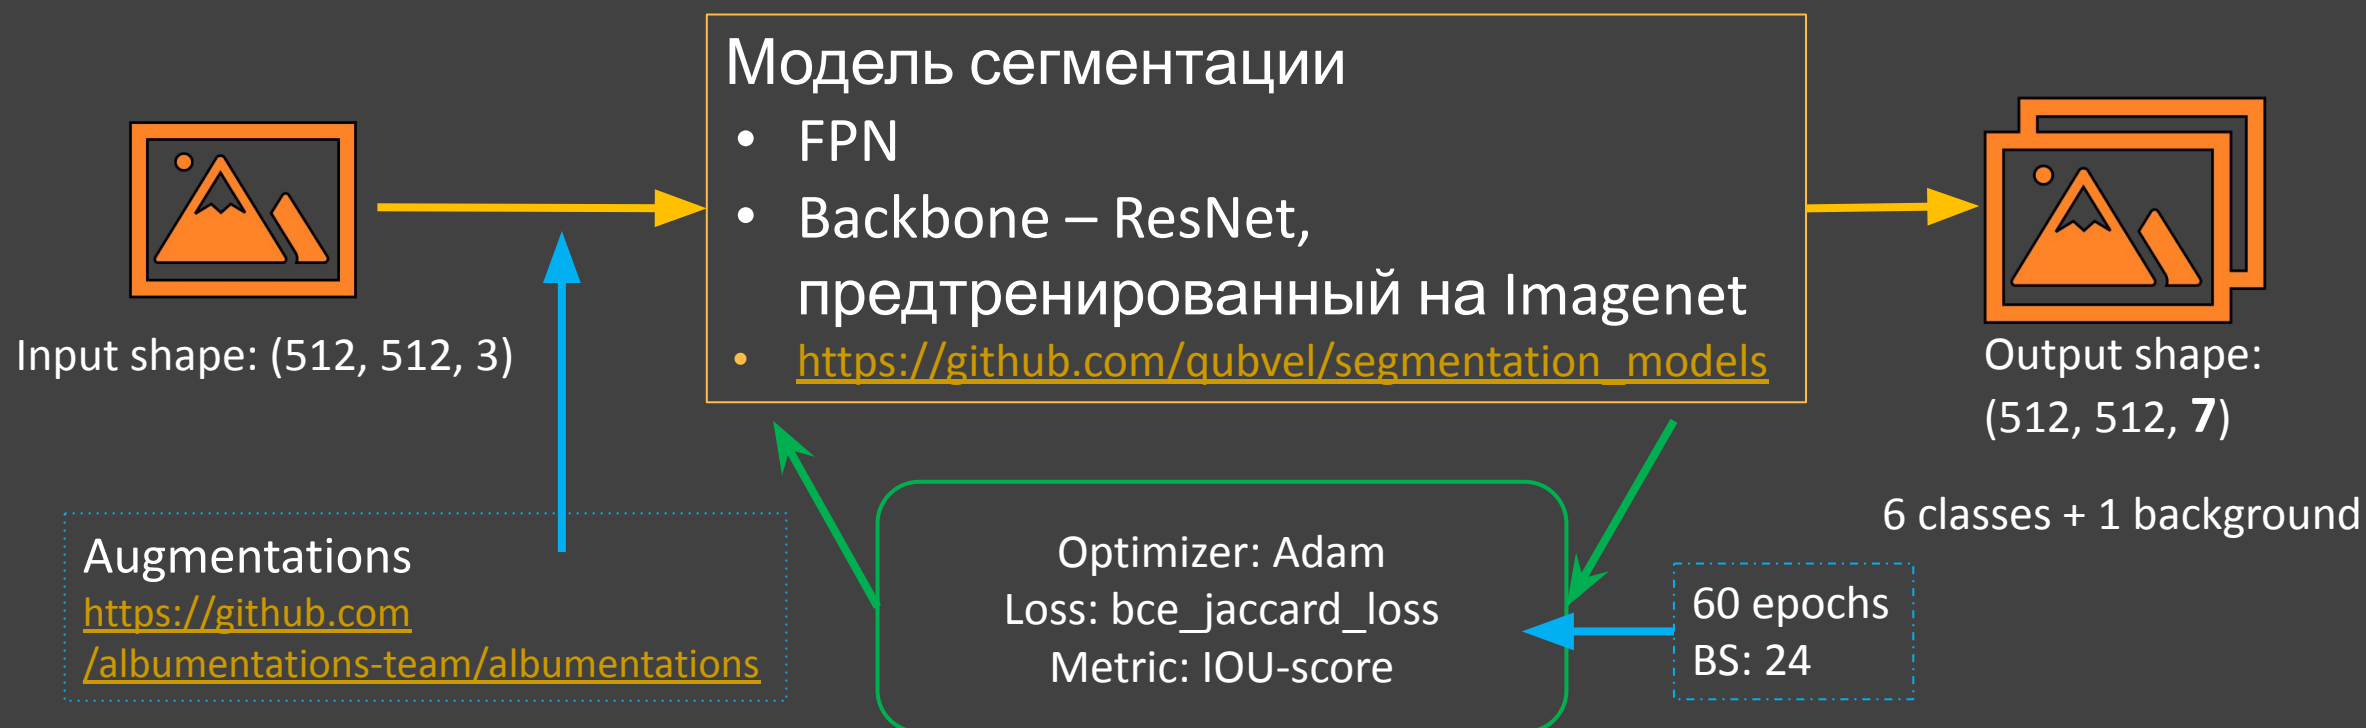 Модель сегментации
• FPN
• Backbone – ResNet,
предтренированный на Imagenet
• https://github.com/qubvel/segmentation_models
Input shape: (512, 512, 3)
Output shape:
(512, 512, 7)
6 classes + 1 background
Augmentations
https://github.com
/albumentations-team/albumentations
Optimizer: Adam
Loss: bce_jaccard_loss
Metric: IOU-score
60 epochs
BS: 24